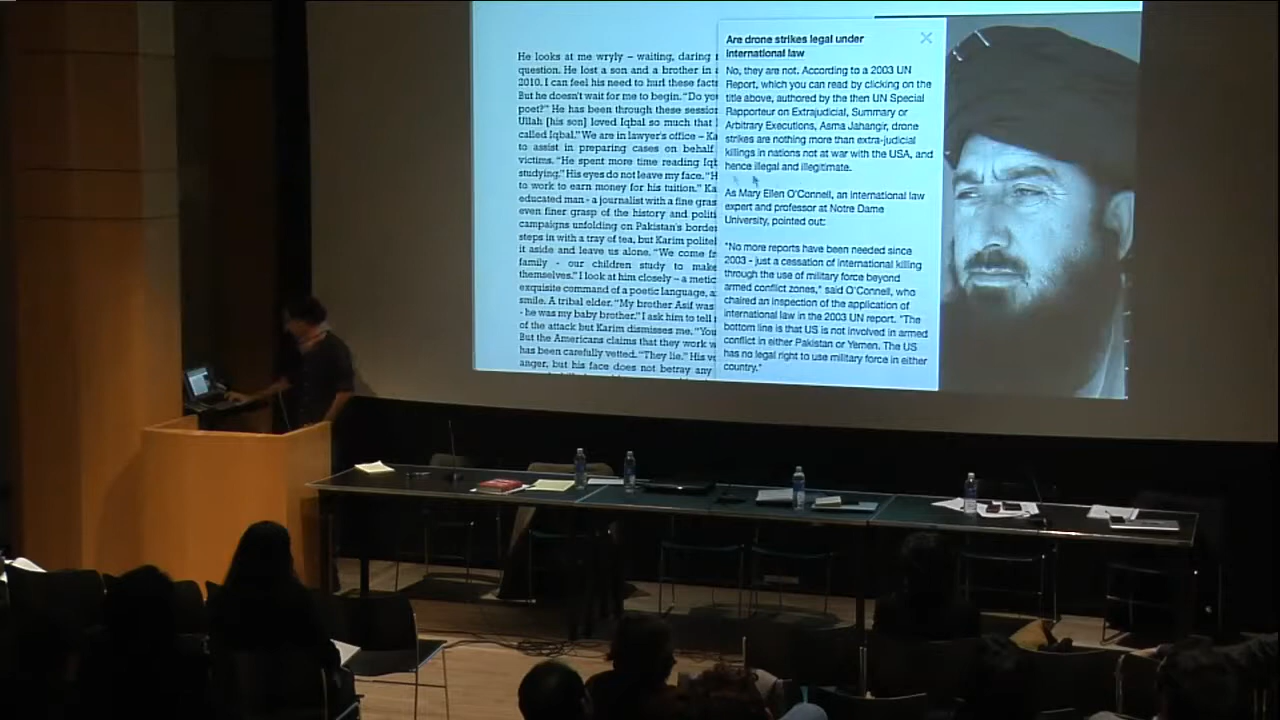 He looks at me wryly – waiting, daring
question. He lost a son and a brother in
2010. I can feel his need to hurl these fact
But he doesn't wait for me to begin. "Do yo
poet?" He has been through these sessio
Ullah [his son] loved Iqbal so much that
called Iqbal." We are in lawyer's office – Ka
to assist in preparing cases on behalf
victims. "He spent more time reading Iqb
studying." His eyes do not leave my face. "H
to work to earn money for his tuition." Ka
educated man - a journalist with a fine gras
even finer grasp of the history and politi
campaigns unfolding on Pakistan's border
steps in with a tray of tea, but Karim politel
it aside and leave us alone. "We come fr
family - our children study to make
themselves." I look at him closely – a metic
exquisite command of a poetic language, a
smile. A tribal elder. "My brother Asif was
- he was my baby brother." I ask him to tell
of the attack but Karim dismisses me. "You
But the Americans claims that they work w
has been carefully vetted. "They lie." His vo
anger, but his face does not betray any
Are drone strikes legal under
international law
No, they are not. According to a 2003 UN
Report, which you can read by clicking on the
title above, authored by the then UN Special
Rapporteur on Extrajudicial, Summary or
Arbitrary Executions, Asma Jahangir, drone
strikes are nothing more than extra-judicial
killings in nations not at war with the USA, and
hence illegal and illegitimate.
As Mary Ellen O'Connell, an international law
expert and professor at Notre Dame
University, pointed out:
"No more reports have been needed since
2003 - just a cessation of international killing
through the use of military force beyond
armed conflict zones," said O'Connell, who
chaired an inspection of the application of
international law in the 2003 UN report. "The
bottom line is that US is not involved in armed
conflict in either Pakistan or Yemen. The US
has no legal right to use military force in either
country."